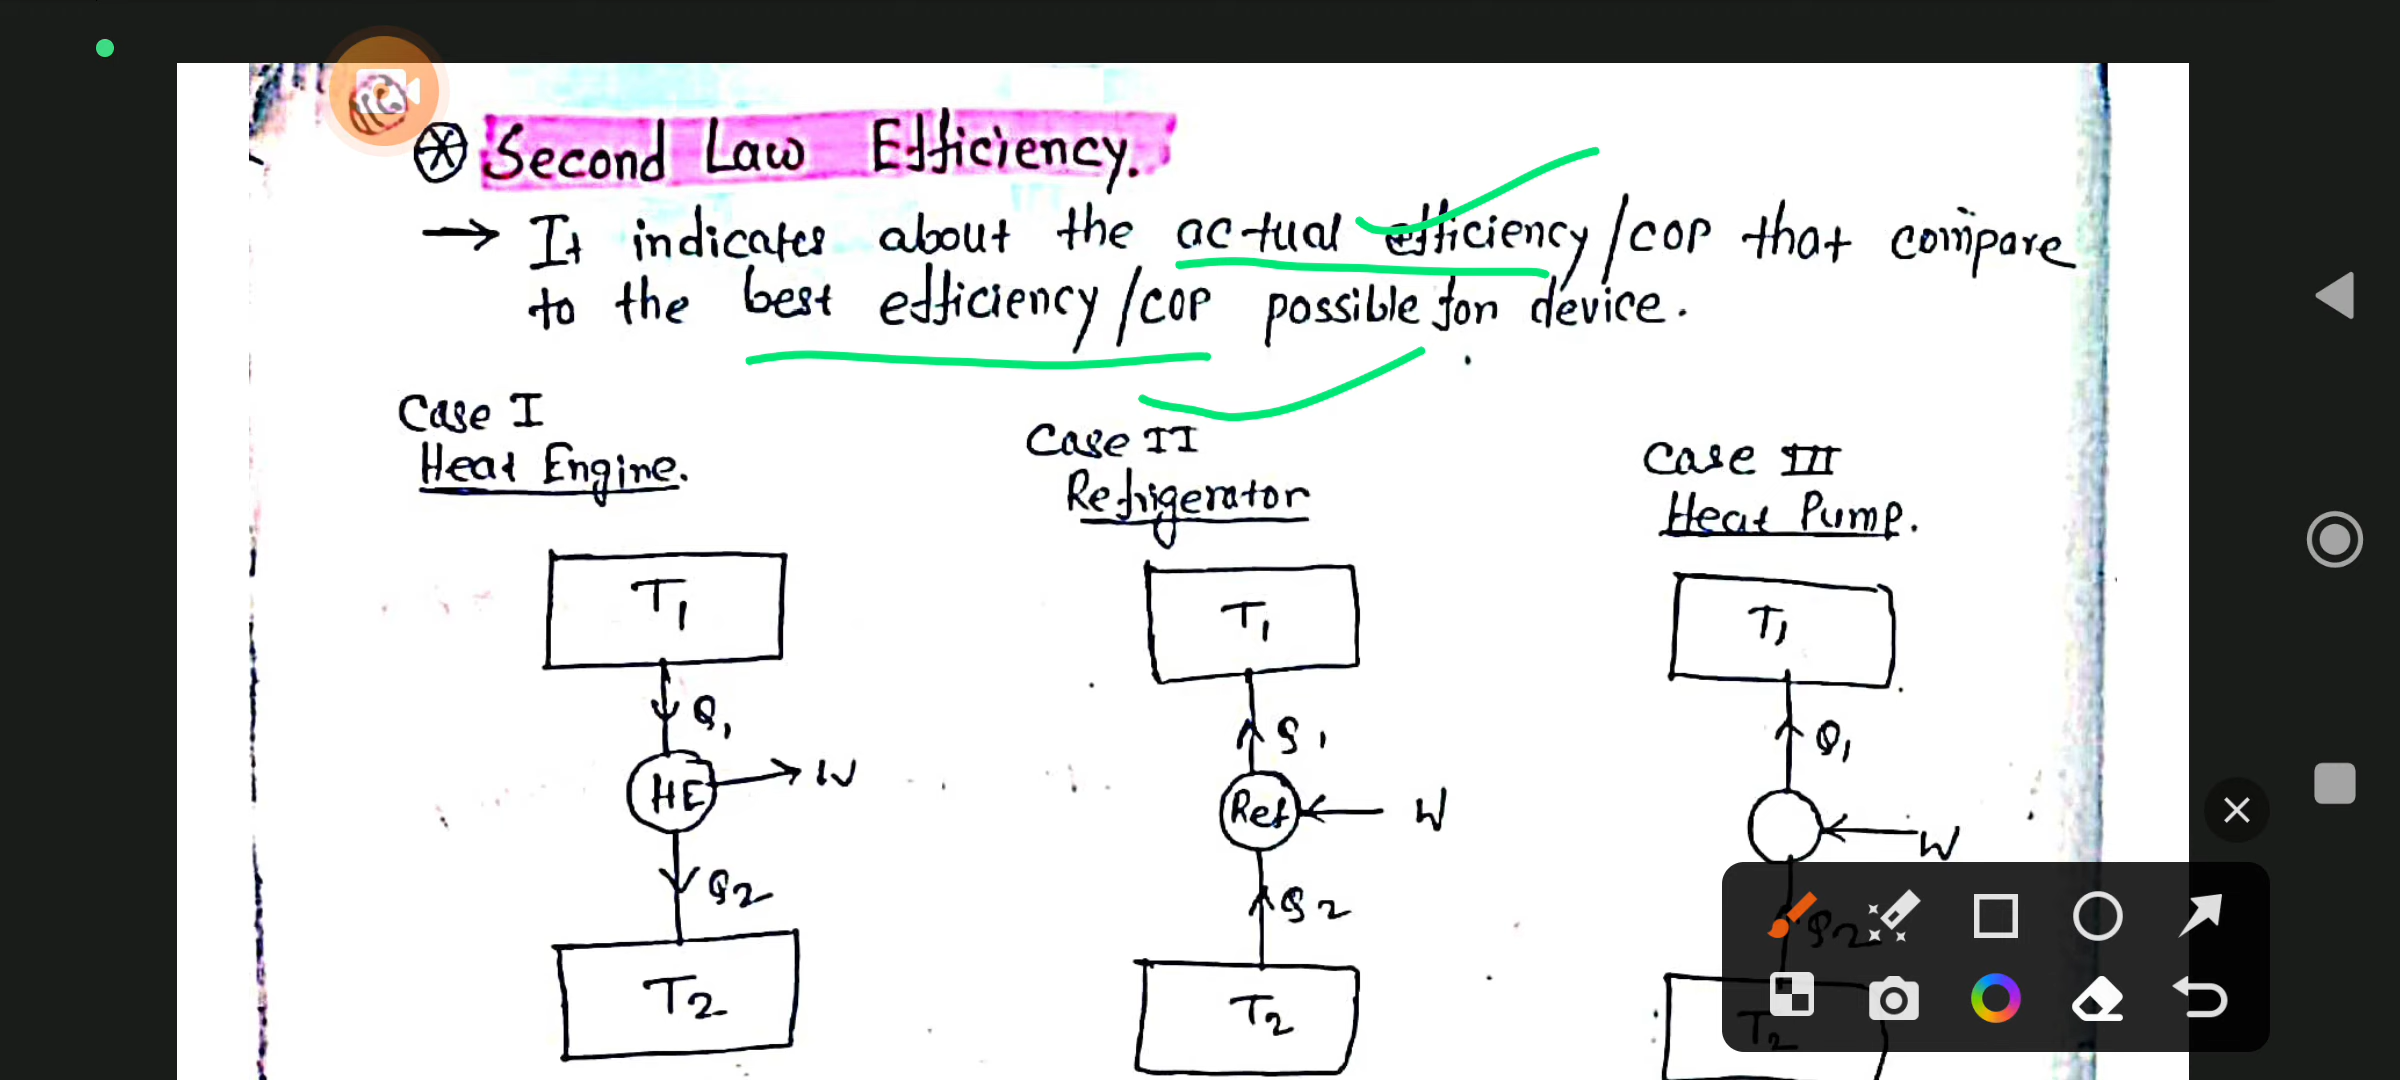 Second Law Efficiency.
→ It indicates about the actual efficiency/COP that compare
to the best efficiency/COP possible for device.
Case I
Heat Engine.
Case II
Refrigerator
Case III
Heat Pump.
T1
T1
T1
Q1
Q1
Q1
HE
W
Ref
W
W
Q2
Q2
Q2
T2
T2
T2